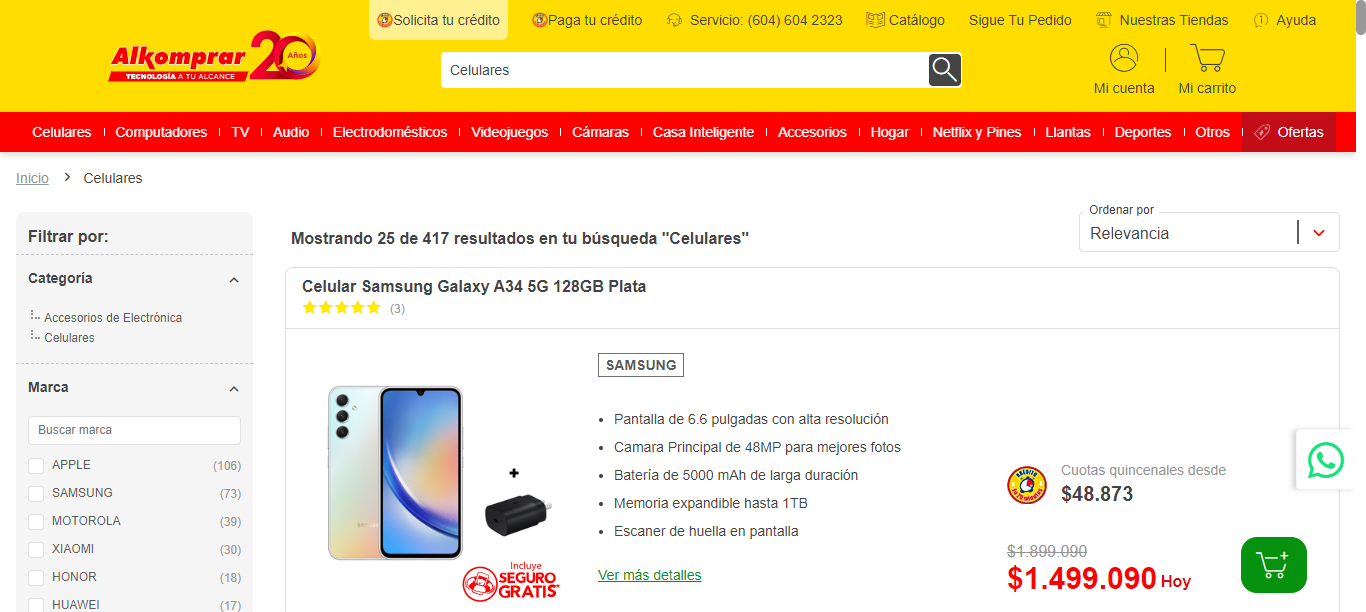 Solicita tu crédito
Paga tu crédito
Servicio: (604) 604 2323
Catálogo
Sigue Tu Pedido
Nuestras Tiendas
Ayuda
Alkomprar 20 Años
TECNOLOGÍA A TU ALCANCE
Celulares
Mi cuenta
Mi carrito
Celulares
Computadores
TV
Audio
Electrodomésticos
Videojuegos
Cámaras
Casa Inteligente
Accesorios
Hogar
Netflix y Pines
Llantas
Deportes
Otros
Ofertas
Inicio > Celulares
Filtrar por:
Categoría
Accesorios de Electrónica
Celulares
Marca
Buscar marca
APPLE (106)
SAMSUNG (73)
MOTOROLA (39)
XIAOMI (30)
HONOR (18)
HUAWEI (17)
Mostrando 25 de 417 resultados en tu búsqueda "Celulares"
Ordenar por
Relevancia
Celular Samsung Galaxy A34 5G 128GB Plata
(3)
+
Incluye
SEGURO
GRATIS*
SAMSUNG
Pantalla de 6.6 pulgadas con alta resolución
Camara Principal de 48MP para mejores fotos
Batería de 5000 mAh de larga duración
Memoria expandible hasta 1TB
Escaner de huella en pantalla
Ver más detalles
Cuotas quincenales desde
$48.873
$1.899.090
$1.499.090 Hoy